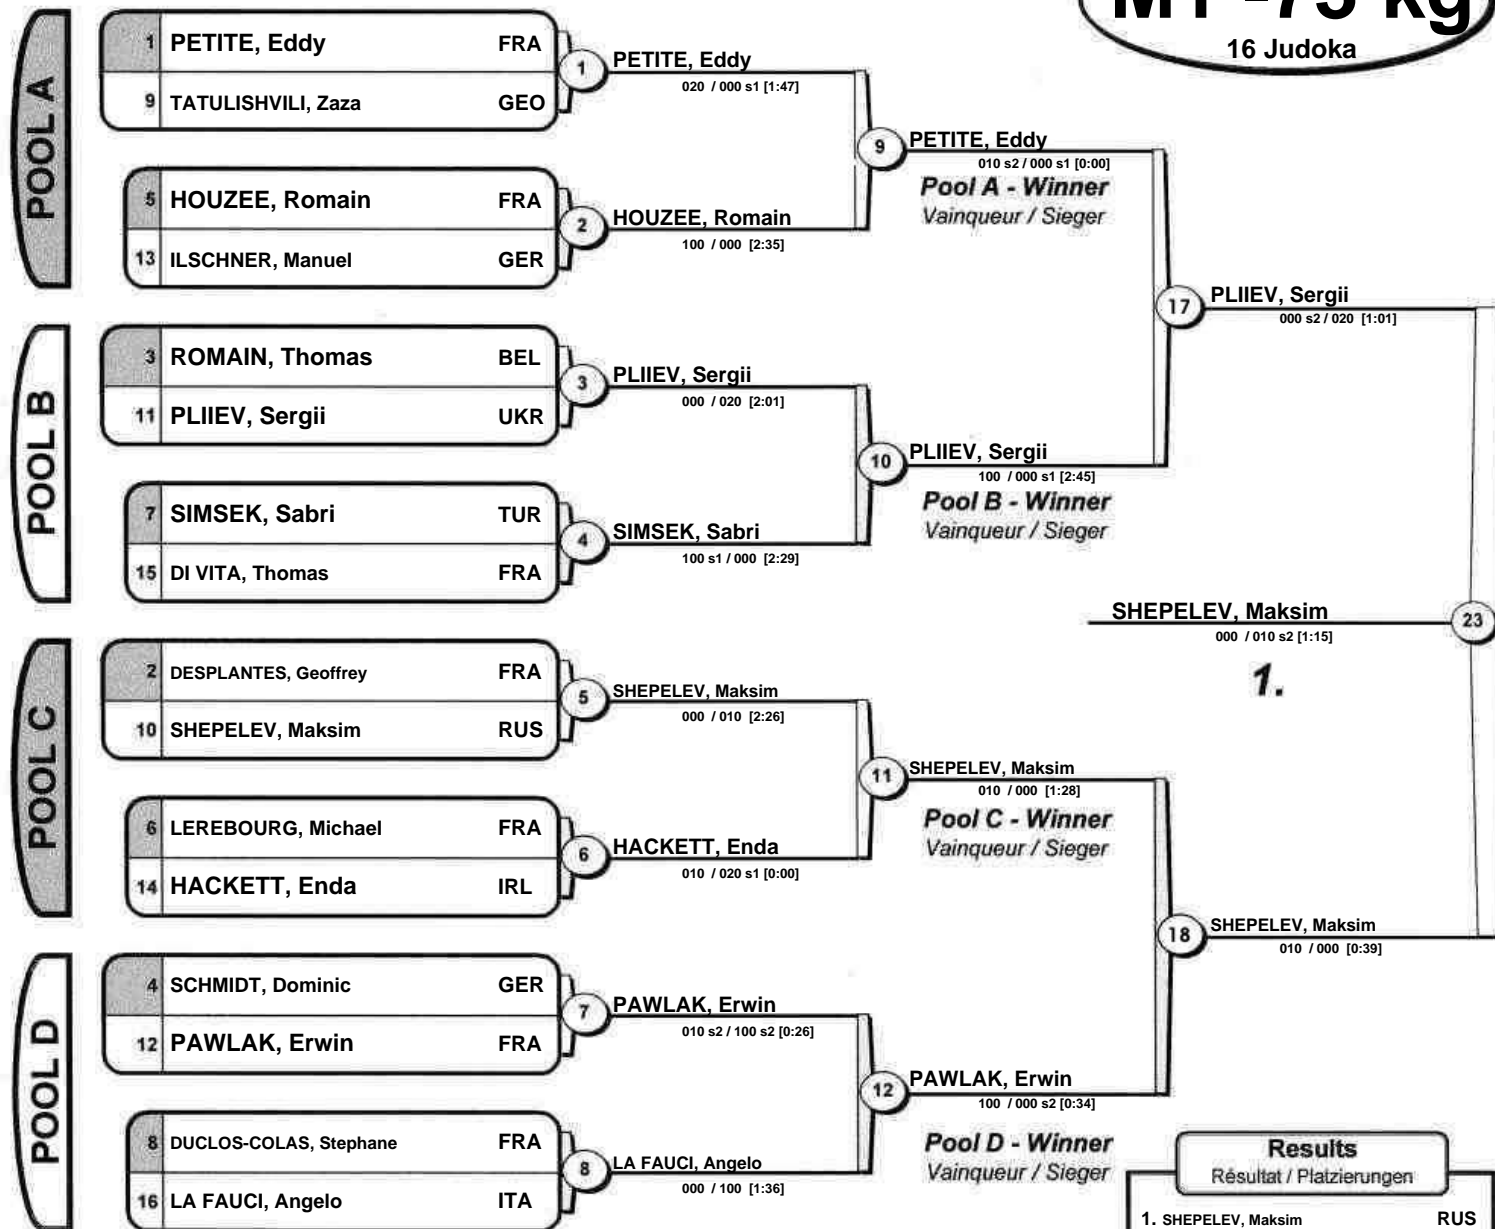 M1 -73 kg
16 Judoka
POOL A
1 PETITE, Eddy FRA
9 TATULISHVILI, Zaza GEO
1
PETITE, Eddy
020 / 000 s1 [1:47]
5 HOUZEE, Romain FRA
13 ILSCHNER, Manuel GER
2
HOUZEE, Romain
100 / 000 [2:35]
9
PETITE, Eddy
010 s2 / 000 s1 [0:00]
Pool A - Winner
Vainqueur / Sieger
POOL B
3 ROMAIN, Thomas BEL
11 PLIIEV, Sergii UKR
3
PLIIEV, Sergii
000 / 020 [2:01]
7 SIMSEK, Sabri TUR
15 DI VITA, Thomas FRA
4
SIMSEK, Sabri
100 s1 / 000 [2:29]
10
PLIIEV, Sergii
100 / 000 s1 [2:45]
Pool B - Winner
Vainqueur / Sieger
17
PLIIEV, Sergii
000 s2 / 020 [1:01]
SHEPELEV, Maksim
000 / 010 s2 [1:15]
1.
23
POOL C
2 DESPLANTES, Geoffrey FRA
10 SHEPELEV, Maksim RUS
5
SHEPELEV, Maksim
000 / 010 [2:26]
6 LEREBOURG, Michael FRA
14 HACKETT, Enda IRL
6
HACKETT, Enda
010 / 020 s1 [0:00]
11
SHEPELEV, Maksim
010 / 000 [1:28]
Pool C - Winner
Vainqueur / Sieger
POOL D
4 SCHMIDT, Dominic GER
12 PAWLAK, Erwin FRA
7
PAWLAK, Erwin
010 s2 / 100 s2 [0:26]
8 DUCLOS-COLAS, Stephane FRA
16 LA FAUCI, Angelo ITA
8
LA FAUCI, Angelo
000 / 100 [1:36]
12
PAWLAK, Erwin
100 / 000 s2 [0:34]
Pool D - Winner
Vainqueur / Sieger
18
SHEPELEV, Maksim
010 / 000 [0:39]
Results
Résultat / Platzierungen
1. SHEPELEV, Maksim RUS